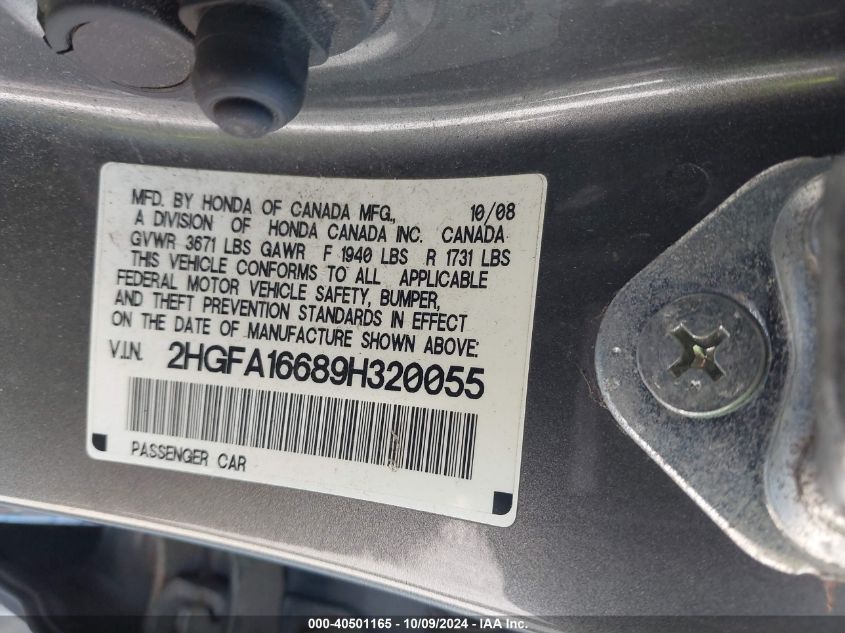 MFD. BY HONDA OF CANADA MFG., 10/08
A DIVISION OF HONDA CANADA INC. CANADA
GVWR 3671 LBS GAWR F 1940 LBS R 1731 LBS
THIS VEHICLE CONFORMS TO ALL APPLICABLE
FEDERAL MOTOR VEHICLE SAFETY, BUMPER,
AND THEFT PREVENTION STANDARDS IN EFFECT
ON THE DATE OF MANUFACTURE SHOWN ABOVE:
V.I.N. 2HGFA16689H320055
PASSENGER CAR
000-40501165 - 10/09/2024 - IAA Inc.